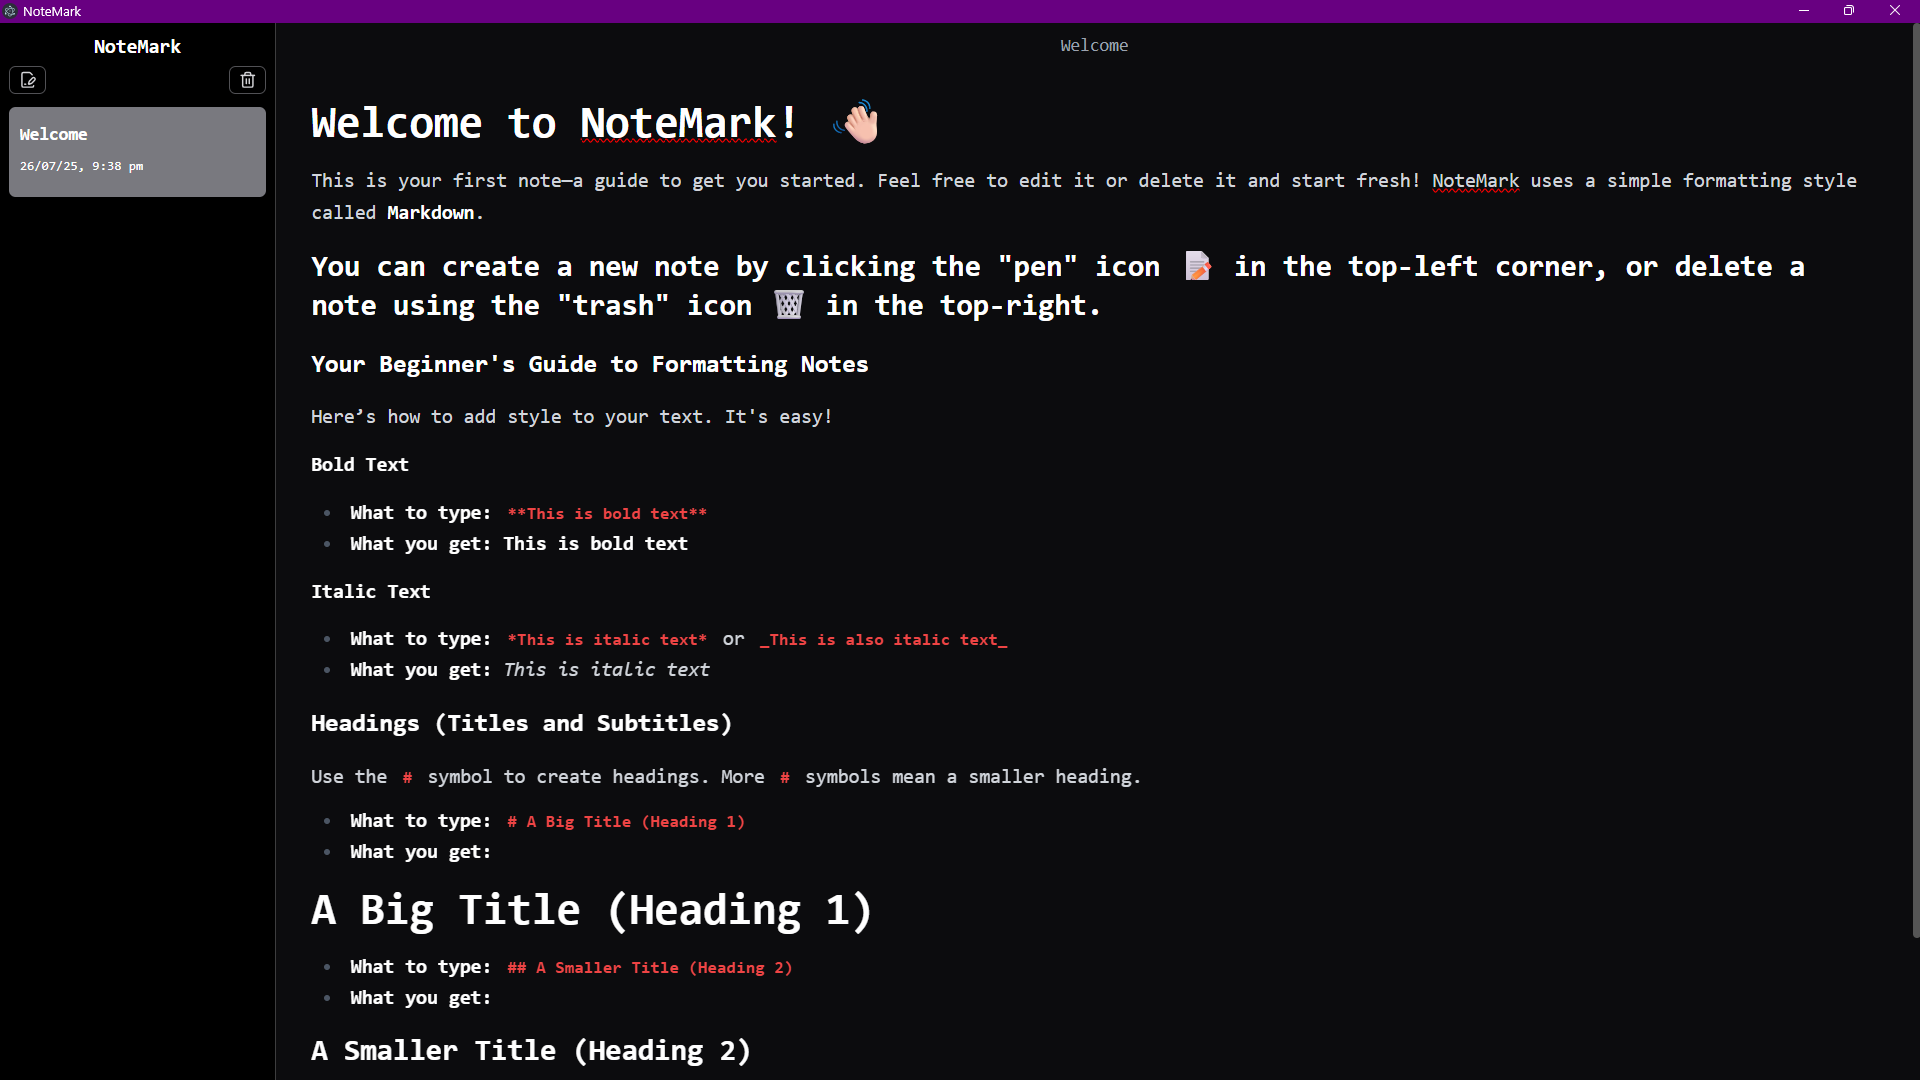 NoteMark
NoteMark
Welcome
26/07/25, 9:38 pm
Welcome
Welcome to NoteMark! 👋🏻
This is your first note—a guide to get you started. Feel free to edit it or delete it and start fresh! NoteMark uses a simple formatting style
called Markdown.
You can create a new note by clicking the "pen" icon 📝 in the top-left corner, or delete a
note using the "trash" icon 🗑️ in the top-right.
Your Beginner's Guide to Formatting Notes
Here’s how to add style to your text. It's easy!
Bold Text
• What to type: **This is bold text**
• What you get: This is bold text
Italic Text
• What to type: *This is italic text* or _This is also italic text_
• What you get: This is italic text
Headings (Titles and Subtitles)
Use the # symbol to create headings. More # symbols mean a smaller heading.
• What to type: # A Big Title (Heading 1)
• What you get:
A Big Title (Heading 1)
• What to type: ## A Smaller Title (Heading 2)
• What you get:
A Smaller Title (Heading 2)